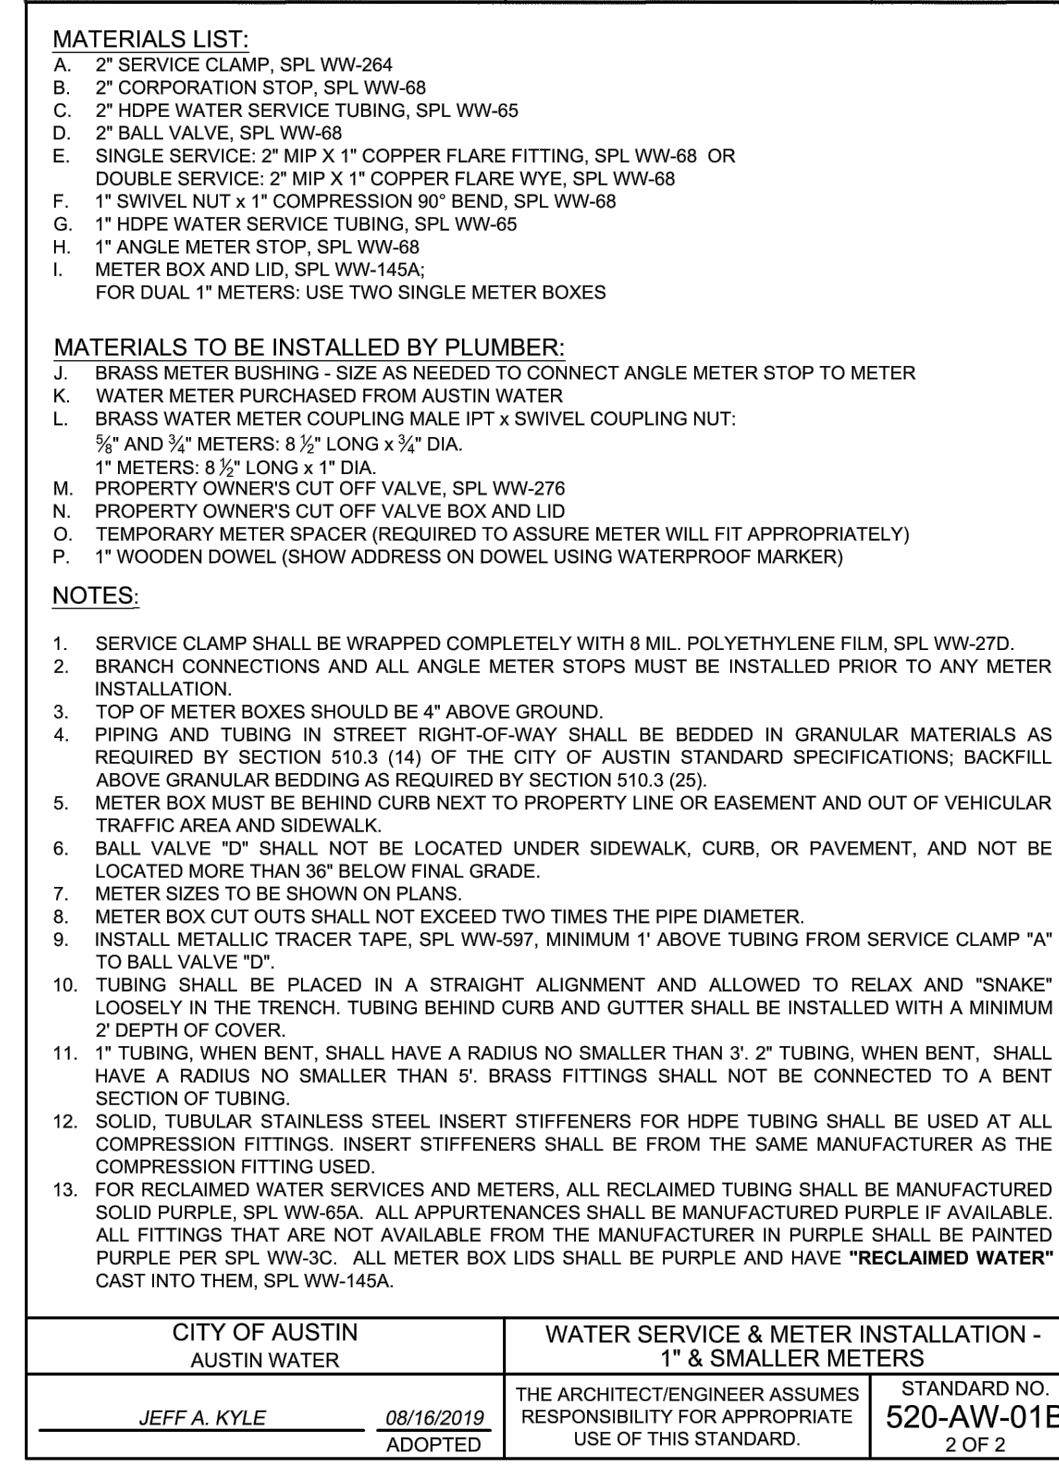 MATERIALS LIST:
A. 2" SERVICE CLAMP, SPL WW-264
B. 2" CORPORATION STOP, SPL WW-68
C. 2" HDPE WATER SERVICE TUBING, SPL WW-65
D. 2" BALL VALVE, SPL WW-68
E. SINGLE SERVICE: 2" MIP X 1" COPPER FLARE FITTING, SPL WW-68 OR
DOUBLE SERVICE: 2" MIP X 1" COPPER FLARE WYE, SPL WW-68
F. 1" SWIVEL NUT x 1" COMPRESSION 90° BEND, SPL WW-68
G. 1" HDPE WATER SERVICE TUBING, SPL WW-65
H. 1" ANGLE METER STOP, SPL WW-68
I. METER BOX AND LID, SPL WW-145A;
FOR DUAL 1" METERS: USE TWO SINGLE METER BOXES
MATERIALS TO BE INSTALLED BY PLUMBER:
J. BRASS METER BUSHING - SIZE AS NEEDED TO CONNECT ANGLE METER STOP TO METER
K. WATER METER PURCHASED FROM AUSTIN WATER
L. BRASS WATER METER COUPLING MALE IPT x SWIVEL COUPLING NUT:
⅝" AND ¾" METERS: 8 ½" LONG x ¾" DIA.
1" METERS: 8 ½" LONG x 1" DIA.
M. PROPERTY OWNER'S CUT OFF VALVE, SPL WW-276
N. PROPERTY OWNER'S CUT OFF VALVE BOX AND LID
O. TEMPORARY METER SPACER (REQUIRED TO ASSURE METER WILL FIT APPROPRIATELY)
P. 1" WOODEN DOWEL (SHOW ADDRESS ON DOWEL USING WATERPROOF MARKER)
NOTES:
1. SERVICE CLAMP SHALL BE WRAPPED COMPLETELY WITH 8 MIL. POLYETHYLENE FILM, SPL WW-27D.
2. BRANCH CONNECTIONS AND ALL ANGLE METER STOPS MUST BE INSTALLED PRIOR TO ANY METER
INSTALLATION.
3. TOP OF METER BOXES SHOULD BE 4" ABOVE GROUND.
4. PIPING AND TUBING IN STREET RIGHT-OF-WAY SHALL BE BEDDED IN GRANULAR MATERIALS AS
REQUIRED BY SECTION 510.3 (14) OF THE CITY OF AUSTIN STANDARD SPECIFICATIONS; BACKFILL
ABOVE GRANULAR BEDDING AS REQUIRED BY SECTION 510.3 (25).
5. METER BOX MUST BE BEHIND CURB NEXT TO PROPERTY LINE OR EASEMENT AND OUT OF VEHICULAR
TRAFFIC AREA AND SIDEWALK.
6. BALL VALVE "D" SHALL NOT BE LOCATED UNDER SIDEWALK, CURB, OR PAVEMENT, AND NOT BE
LOCATED MORE THAN 36" BELOW FINAL GRADE.
7. METER SIZES TO BE SHOWN ON PLANS.
8. METER BOX CUT OUTS SHALL NOT EXCEED TWO TIMES THE PIPE DIAMETER.
9. INSTALL METALLIC TRACER TAPE, SPL WW-597, MINIMUM 1' ABOVE TUBING FROM SERVICE CLAMP "A"
TO BALL VALVE "D".
10. TUBING SHALL BE PLACED IN A STRAIGHT ALIGNMENT AND ALLOWED TO RELAX AND "SNAKE"
LOOSELY IN THE TRENCH. TUBING BEHIND CURB AND GUTTER SHALL BE INSTALLED WITH A MINIMUM
2' DEPTH OF COVER.
11. 1" TUBING, WHEN BENT, SHALL HAVE A RADIUS NO SMALLER THAN 3'. 2" TUBING, WHEN BENT, SHALL
HAVE A RADIUS NO SMALLER THAN 5'. BRASS FITTINGS SHALL NOT BE CONNECTED TO A BENT
SECTION OF TUBING.
12. SOLID, TUBULAR STAINLESS STEEL INSERT STIFFENERS FOR HDPE TUBING SHALL BE USED AT ALL
COMPRESSION FITTINGS. INSERT STIFFENERS SHALL BE FROM THE SAME MANUFACTURER AS THE
COMPRESSION FITTING USED.
13. FOR RECLAIMED WATER SERVICES AND METERS, ALL RECLAIMED TUBING SHALL BE MANUFACTURED
SOLID PURPLE, SPL WW-65A. ALL APPURTENANCES SHALL BE MANUFACTURED PURPLE IF AVAILABLE.
ALL FITTINGS THAT ARE NOT AVAILABLE FROM THE MANUFACTURER IN PURPLE SHALL BE PAINTED
PURPLE PER SPL WW-3C. ALL METER BOX LIDS SHALL BE PURPLE AND HAVE "RECLAIMED WATER"
CAST INTO THEM, SPL WW-145A.
CITY OF AUSTIN
AUSTIN WATER
WATER SERVICE & METER INSTALLATION -
1" & SMALLER METERS
JEFF A. KYLE
08/16/2019
ADOPTED
THE ARCHITECT/ENGINEER ASSUMES
RESPONSIBILITY FOR APPROPRIATE
USE OF THIS STANDARD.
STANDARD NO.
520-AW-01B
2 OF 2